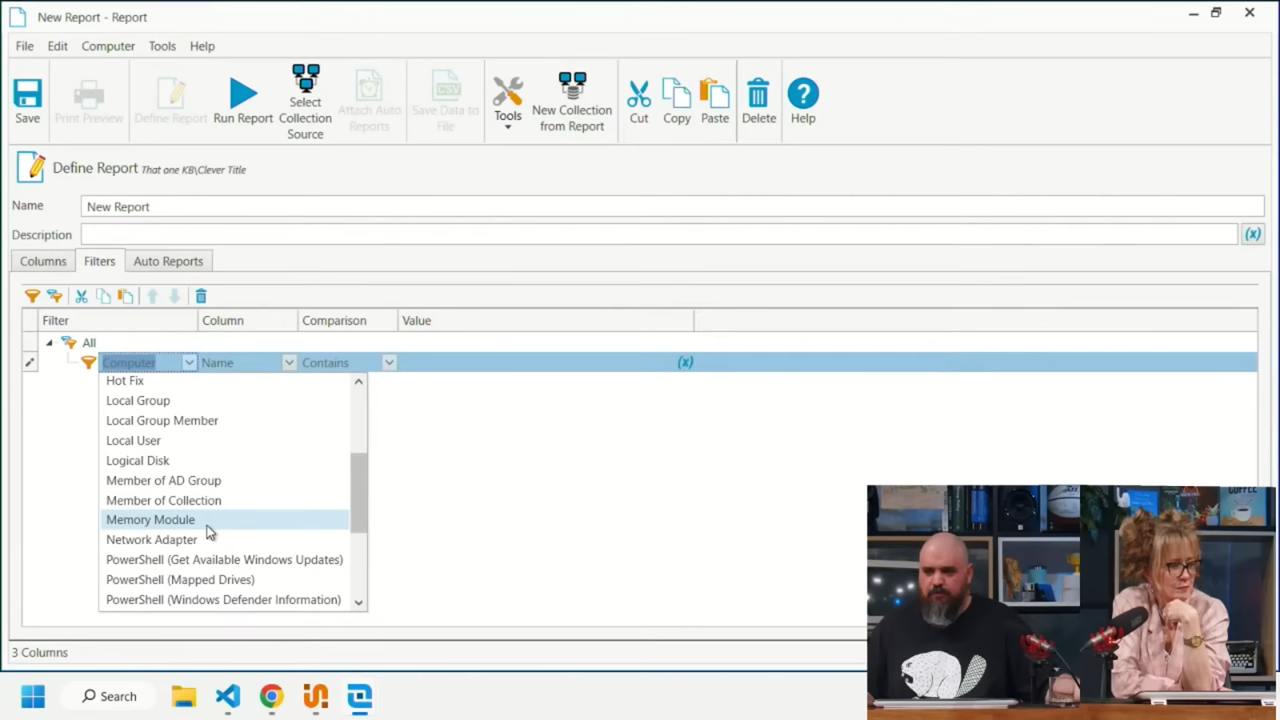 New Report - Report
File Edit Computer Tools Help
Save
Print Preview
Define Report
Run Report
Select Collection Source
Attach Auto Reports
CSV
Save Data to File
Tools
New Collection from Report
Cut
Copy
Paste
Delete
?
Help
Define Report That one KB\Clever Title
Name New Report
Description (x)
Columns Filters Auto Reports
Filter Column Comparison Value
All
Computer Name Contains (x)
Hot Fix
Local Group
Local Group Member
Local User
Logical Disk
Member of AD Group
Member of Collection
Memory Module
Network Adapter
PowerShell (Get Available Windows Updates)
PowerShell (Mapped Drives)
PowerShell (Windows Defender Information)
3 Columns
Search
COFFEE